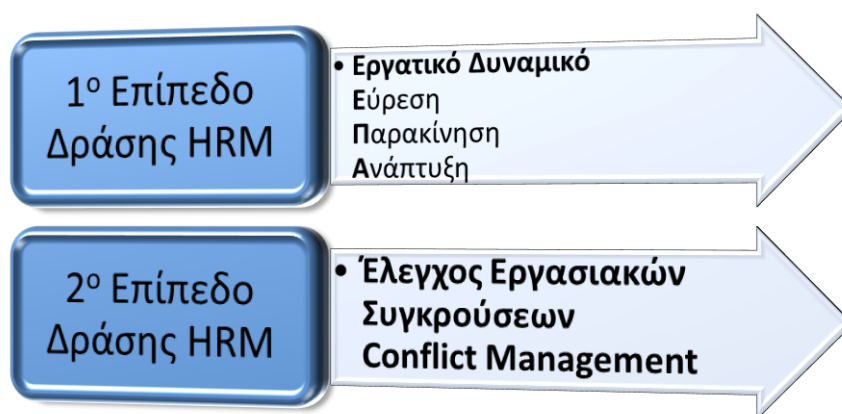 1ο Επίπεδο
Δράσης HRM
• Εργατικό Δυναμικό
Εύρεση
Παρακίνηση
Ανάπτυξη
2ο Επίπεδο
Δράσης HRM
• Έλεγχος Εργασιακών
Συγκρούσεων
Conflict Management